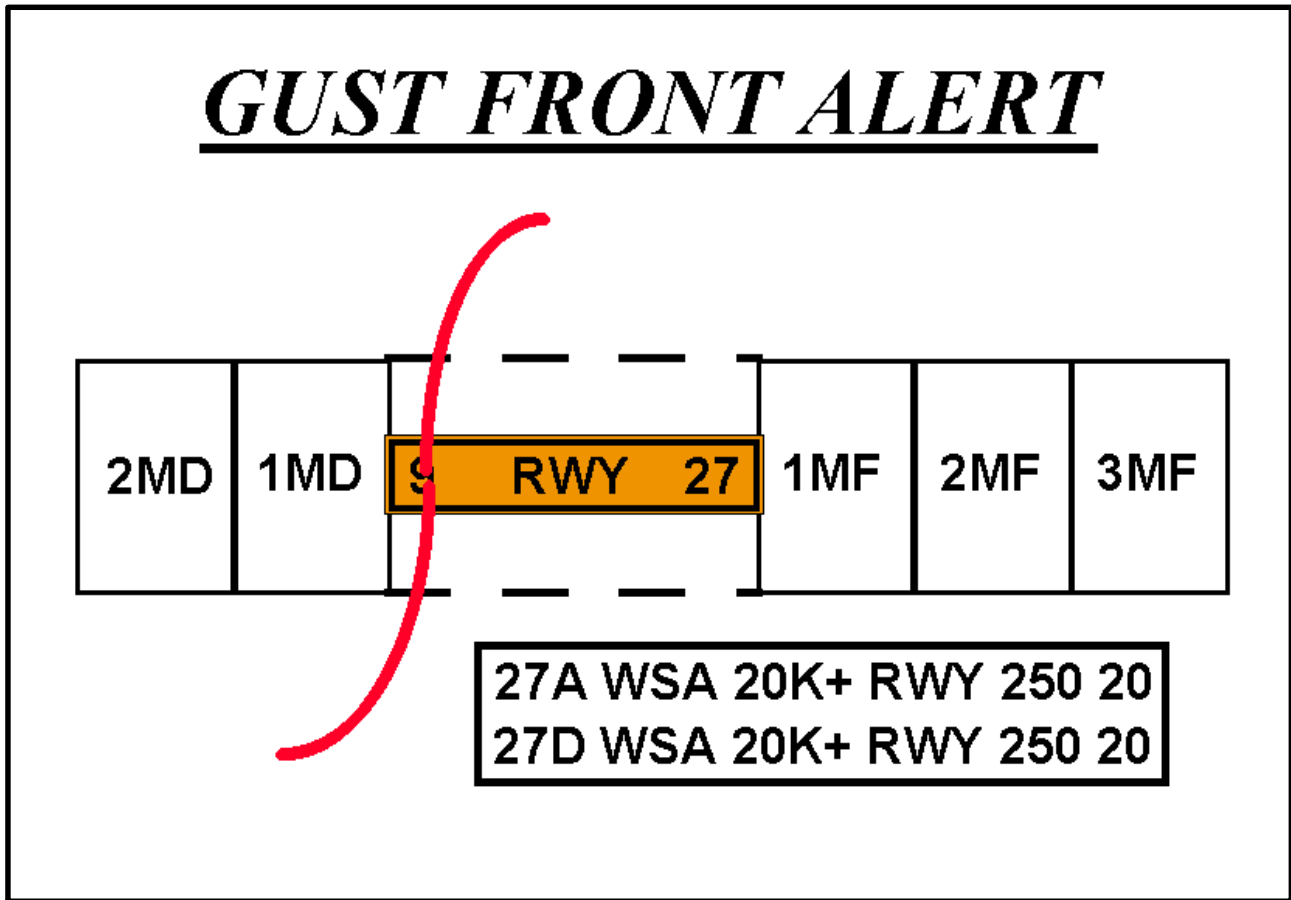 GUST FRONT ALERT
2MD 1MD 9 RWY 27 1MF 2MF 3MF
27A WSA 20K+ RWY 250 20
27D WSA 20K+ RWY 250 20